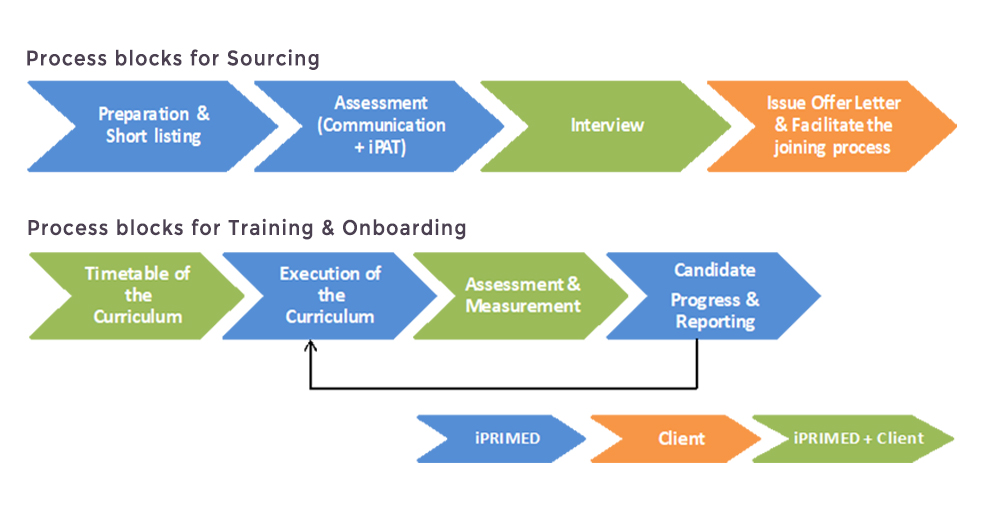 Process blocks for Sourcing
Preparation &
Short listing
Assessment
(Communication
+ iPAT)
Interview
Issue Offer Letter
& Facilitate the
joining process
Process blocks for Training & Onboarding
Timetable of
the
Curriculum
Execution of
the
Curriculum
Assessment &
Measurement
Candidate
Progress &
Reporting
iPRIMED
Client
iPRIMED + Client